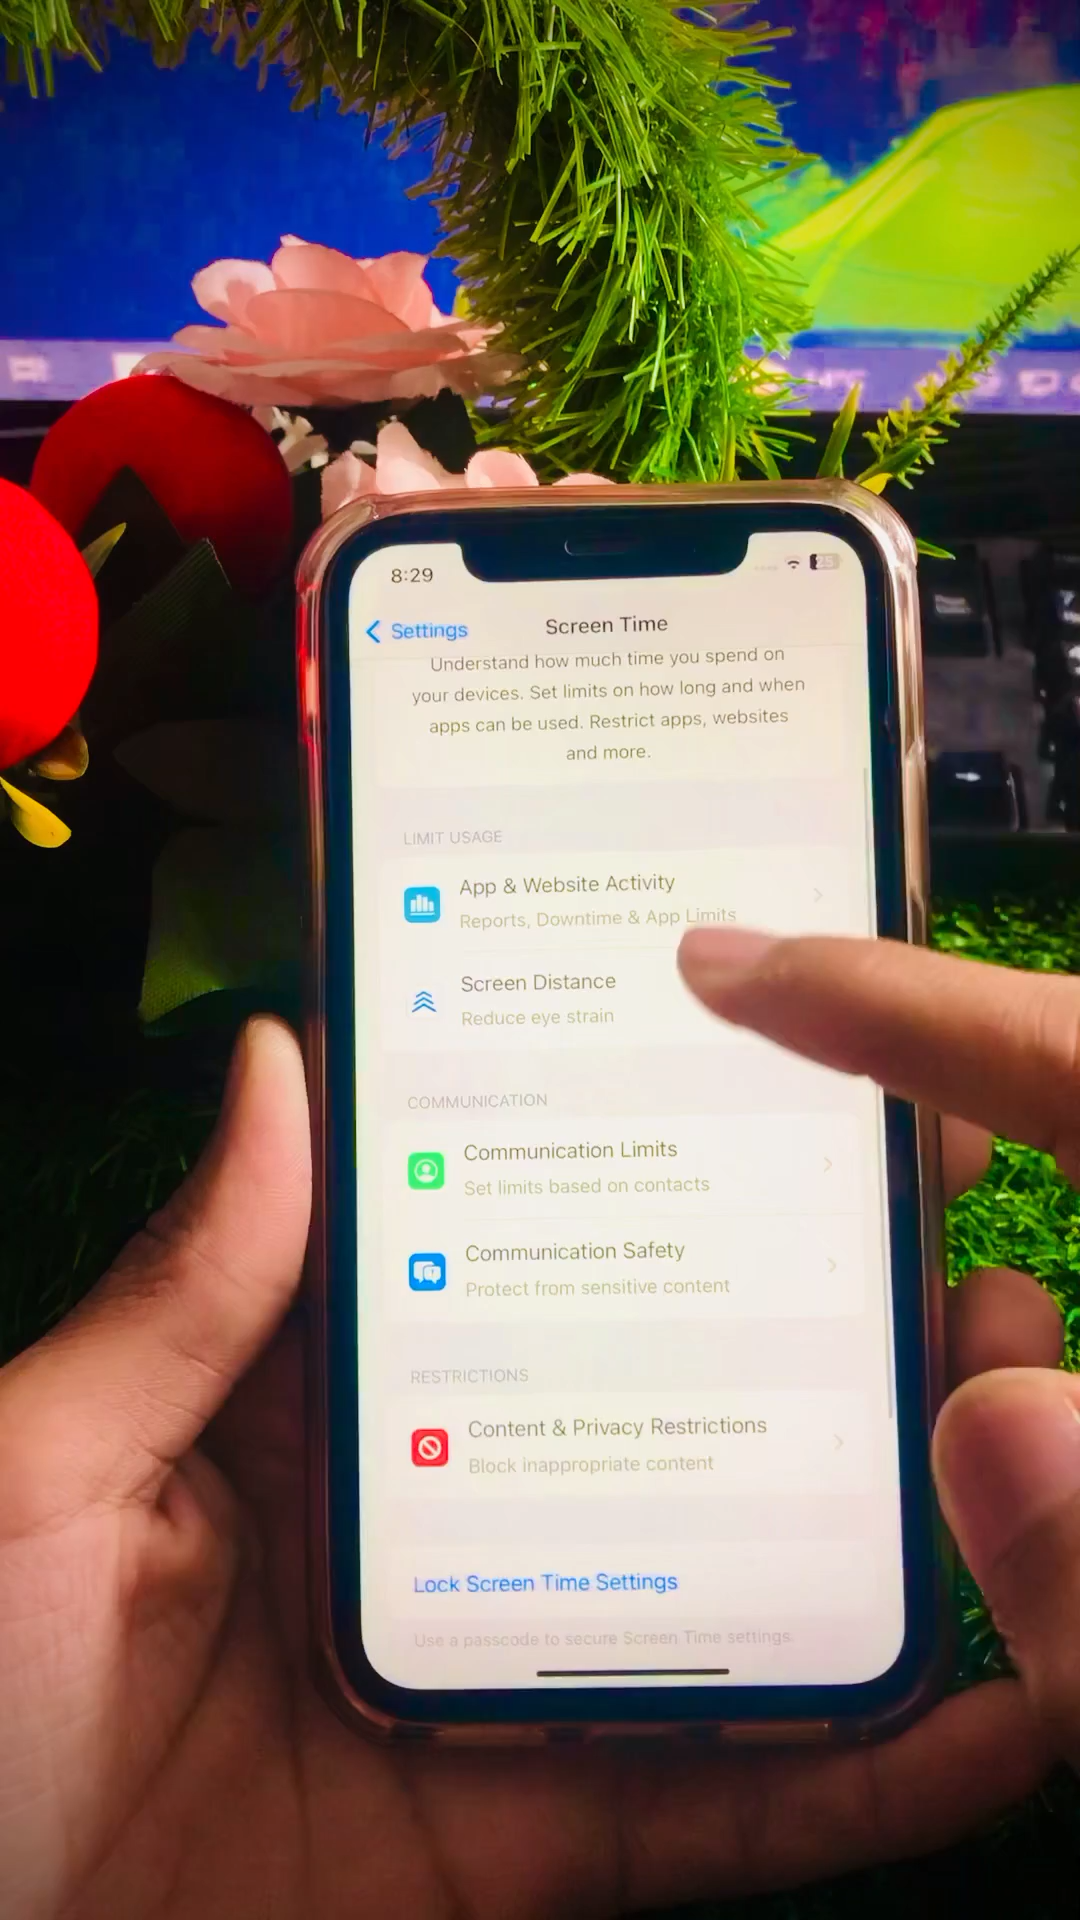 8:29
25
Settings
Screen Time
Understand how much time you spend on
your devices. Set limits on how long and when
apps can be used. Restrict apps, websites
and more.
LIMIT USAGE
App & Website Activity
Reports, Downtime & App Limits
Screen Distance
Reduce eye strain
COMMUNICATION
Communication Limits
Set limits based on contacts
Communication Safety
Protect from sensitive content
RESTRICTIONS
Content & Privacy Restrictions
Block inappropriate content
Lock Screen Time Settings
Use a passcode to secure Screen Time settings.